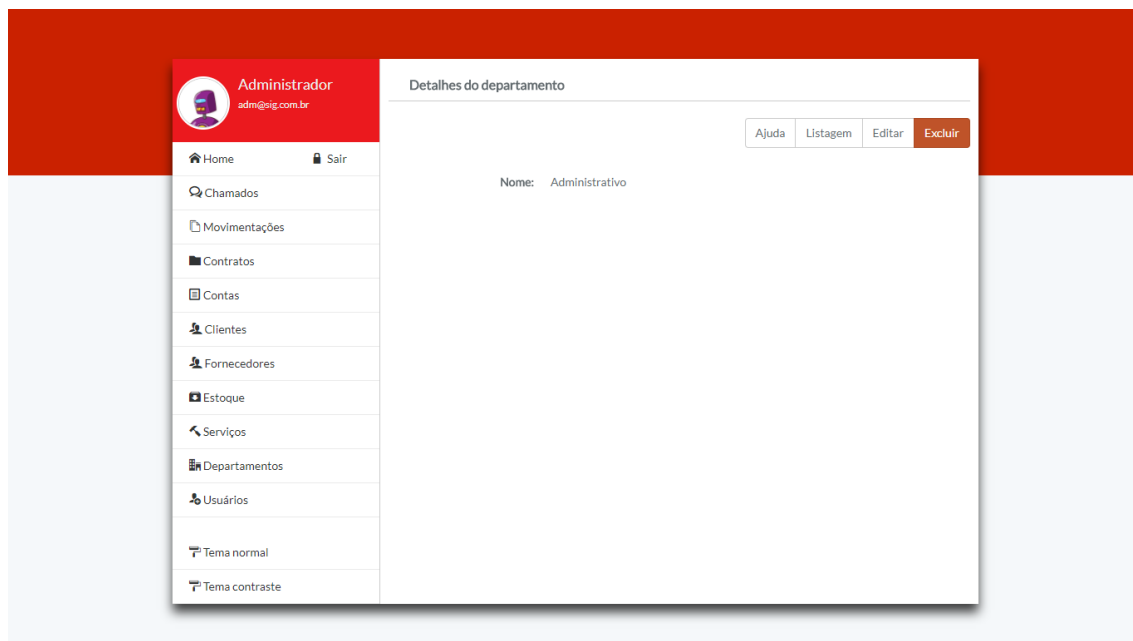 Administrador
adm@sig.com.br
Home
Sair
Chamados
Movimentações
Contratos
Contas
Clientes
Fornecedores
Estoque
Serviços
Departamentos
Usuários
Tema normal
Tema contraste
Detalhes do departamento
Ajuda Listagem Editar Excluir
Nome: Administrativo